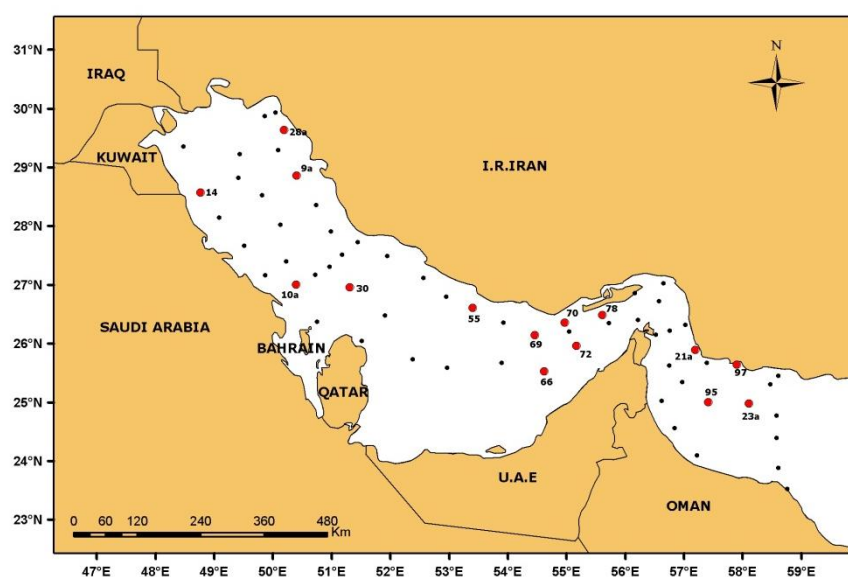 N
31°N
IRAQ
30°N
28a
KUWAIT
9a
29°N
I.R.IRAN
14
28°N
27°N
10a
30
55
70
78
SAUDI ARABIA
26°N
69
72
BAHRAIN
21a
97
66
QATAR
25°N
95
23a
24°N
U.A.E
OMAN
23°N
0 60 120 240 360 480
Km
47°E 48°E 49°E 50°E 51°E 52°E 53°E 54°E 55°E 56°E 57°E 58°E 59°E